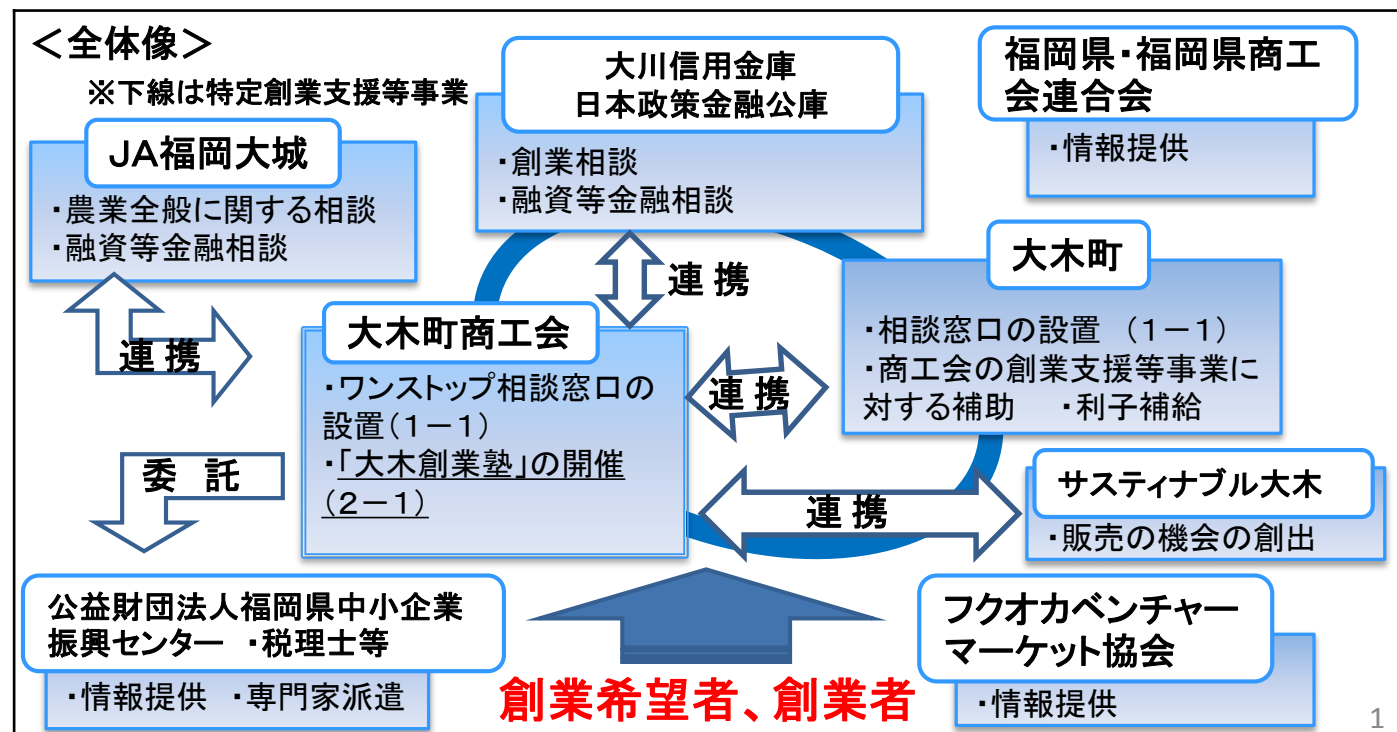 ＜全体像＞
※下線は特定創業支援等事業
大川信用金庫
日本政策金融公庫
・創業相談
・融資等金融相談
福岡県・福岡県商工
会連合会
・情報提供
ＪＡ福岡大城
・農業全般に関する相談
・融資等金融相談
連 携
連 携
大木町
・相談窓口の設置 （１－１）
・商工会の創業支援等事業に
対する補助 ・利子補給
大木町商工会
・ワンストップ相談窓口の
設置（１－１）
・「大木創業塾」の開催
（２－１）
連 携
委 託
連 携
サスティナブル大木
・販売の機会の創出
公益財団法人福岡県中小企業
振興センター ・税理士等
・情報提供 ・専門家派遣
創業希望者、創業者
フクオカベンチャー
マーケット協会
・情報提供
1